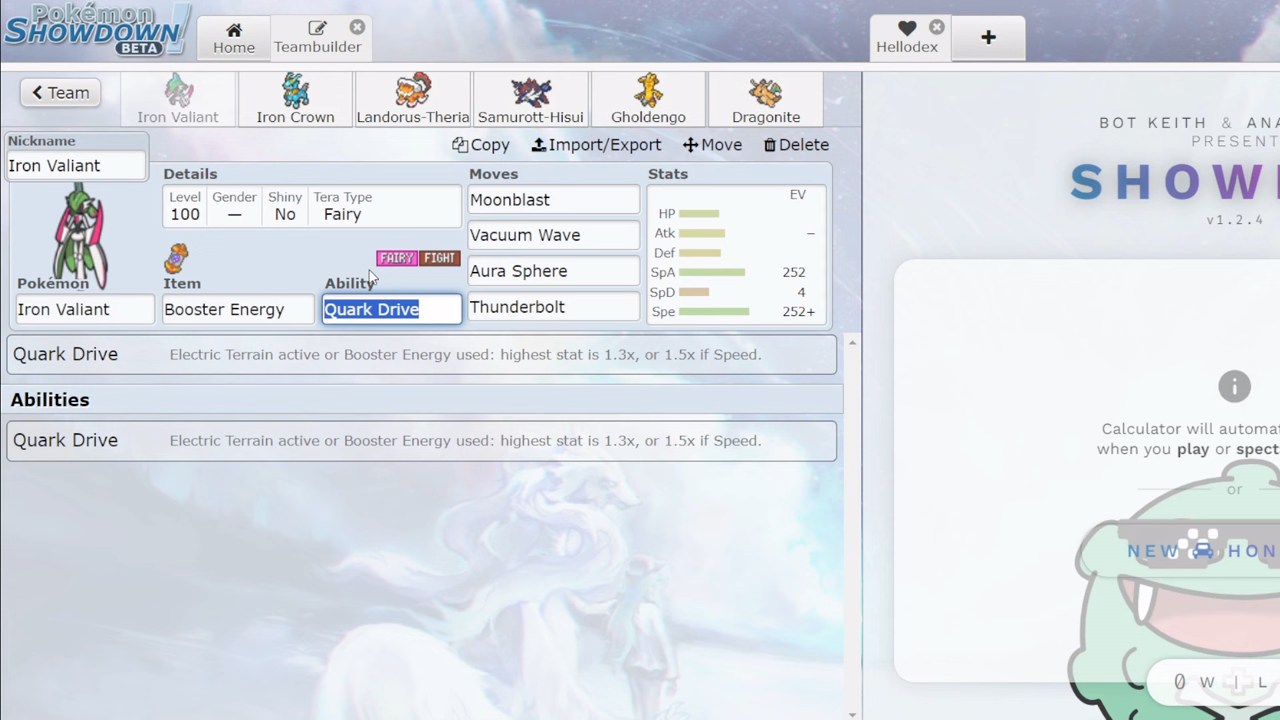 Pokémon
SHOWDOWN!
BETA
Home
Teambuilder
Hellodex
+
Team
Iron Valiant
Iron Crown
Landorus-Theria
Samurott-Hisui
Gholdengo
Dragonite
Nickname
Iron Valiant
Copy
Import/Export
Move
Delete
Details
Level
100
Gender
—
Shiny
No
Tera Type
Fairy
FAIRY
FIGHT
Pokémon
Iron Valiant
Item
Booster Energy
Ability
Quark Drive
Moves
Moonblast
Vacuum Wave
Aura Sphere
Thunderbolt
Stats
EV
HP
Atk –
Def
SpA 252
SpD 4
Spe 252+
Quark Drive Electric Terrain active or Booster Energy used: highest stat is 1.3x, or 1.5x if Speed.
Abilities
Quark Drive Electric Terrain active or Booster Energy used: highest stat is 1.3x, or 1.5x if Speed.
BOT KEITH & ANA
PRESENT
SHOW
v1.2.4
Calculator will automa
when you play or spect
or
NEW HON
0 W | L